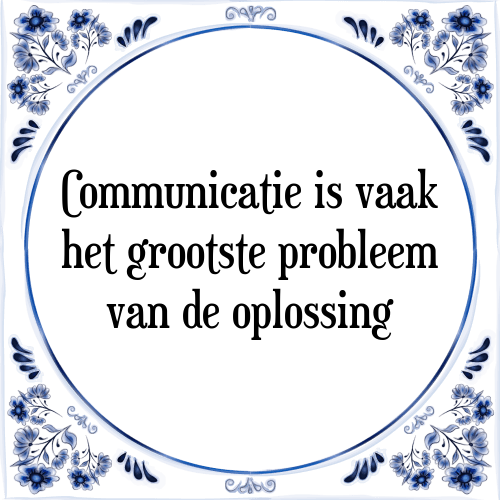 Communicatie is vaak
het grootste probleem
van de oplossing